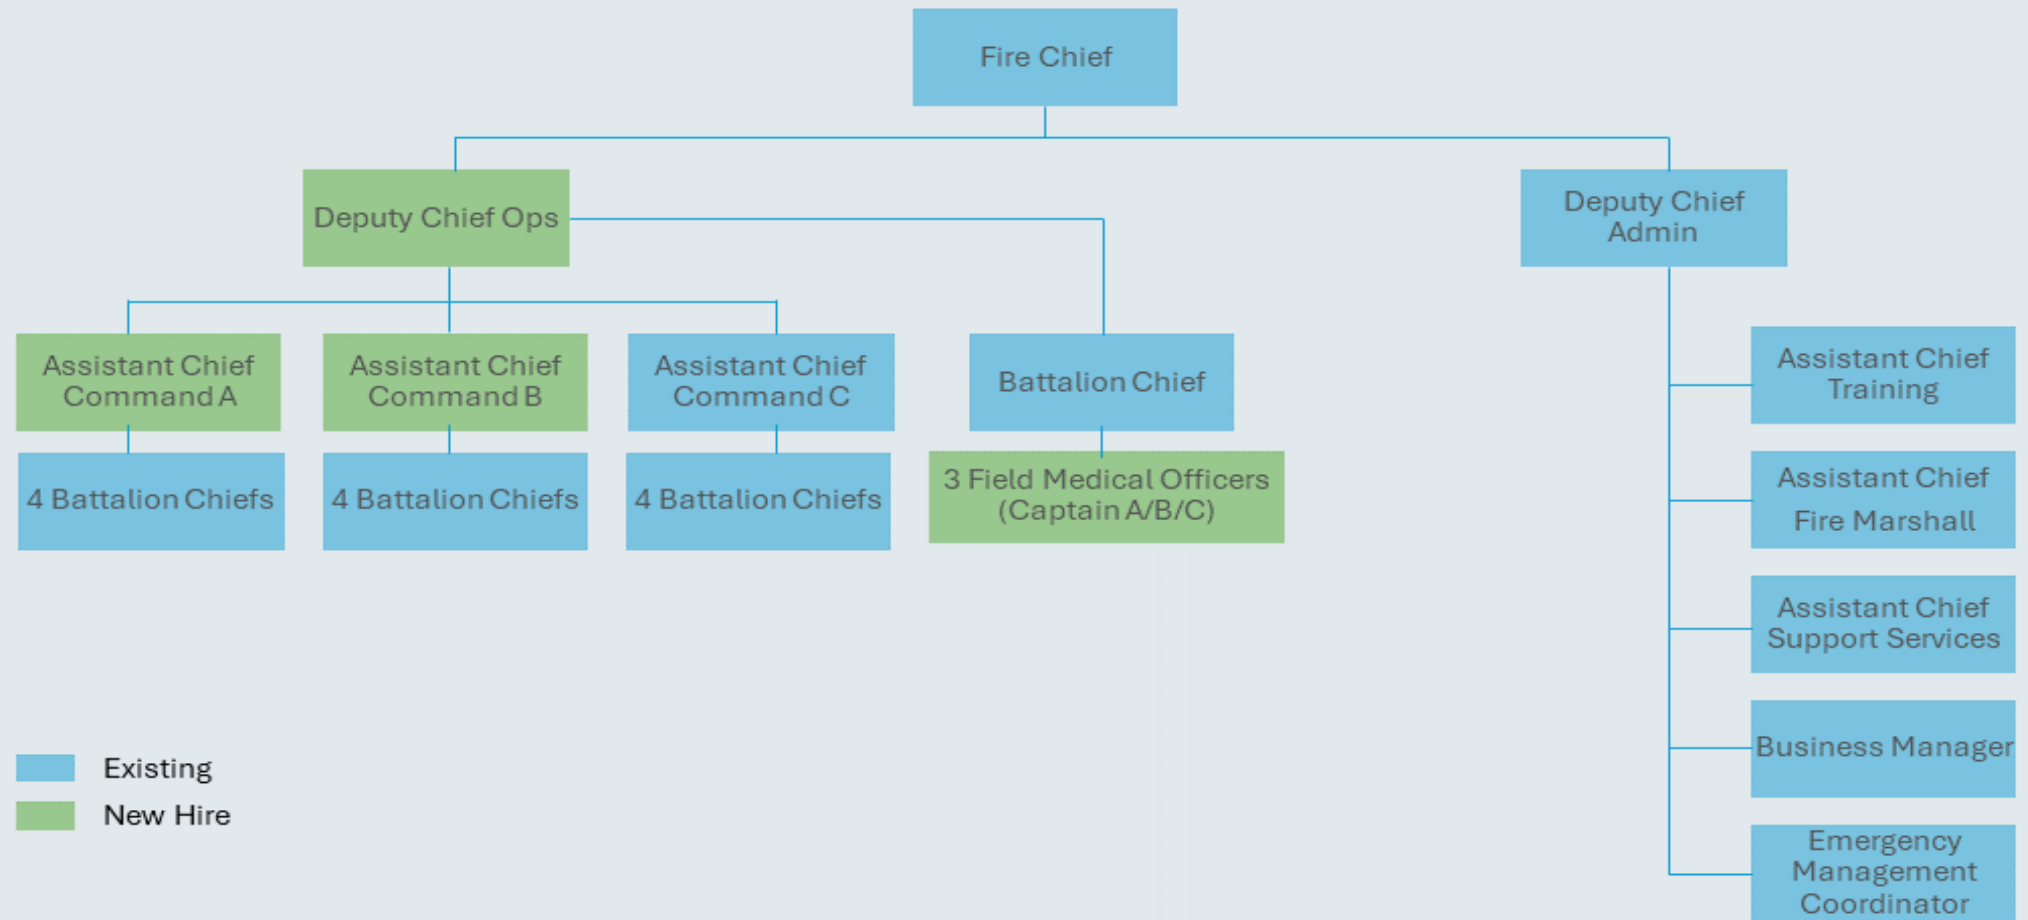 Fire Chief
Deputy Chief Ops
Deputy Chief
Admin
Assistant Chief
Command A
Assistant Chief
Command B
Assistant Chief
Command C
Battalion Chief
4 Battalion Chiefs
4 Battalion Chiefs
4 Battalion Chiefs
3 Field Medical Officers
(Captain A/B/C)
Assistant Chief
Training
Assistant Chief
Fire Marshall
Assistant Chief
Support Services
Business Manager
Emergency
Management
Coordinator
Existing
New Hire